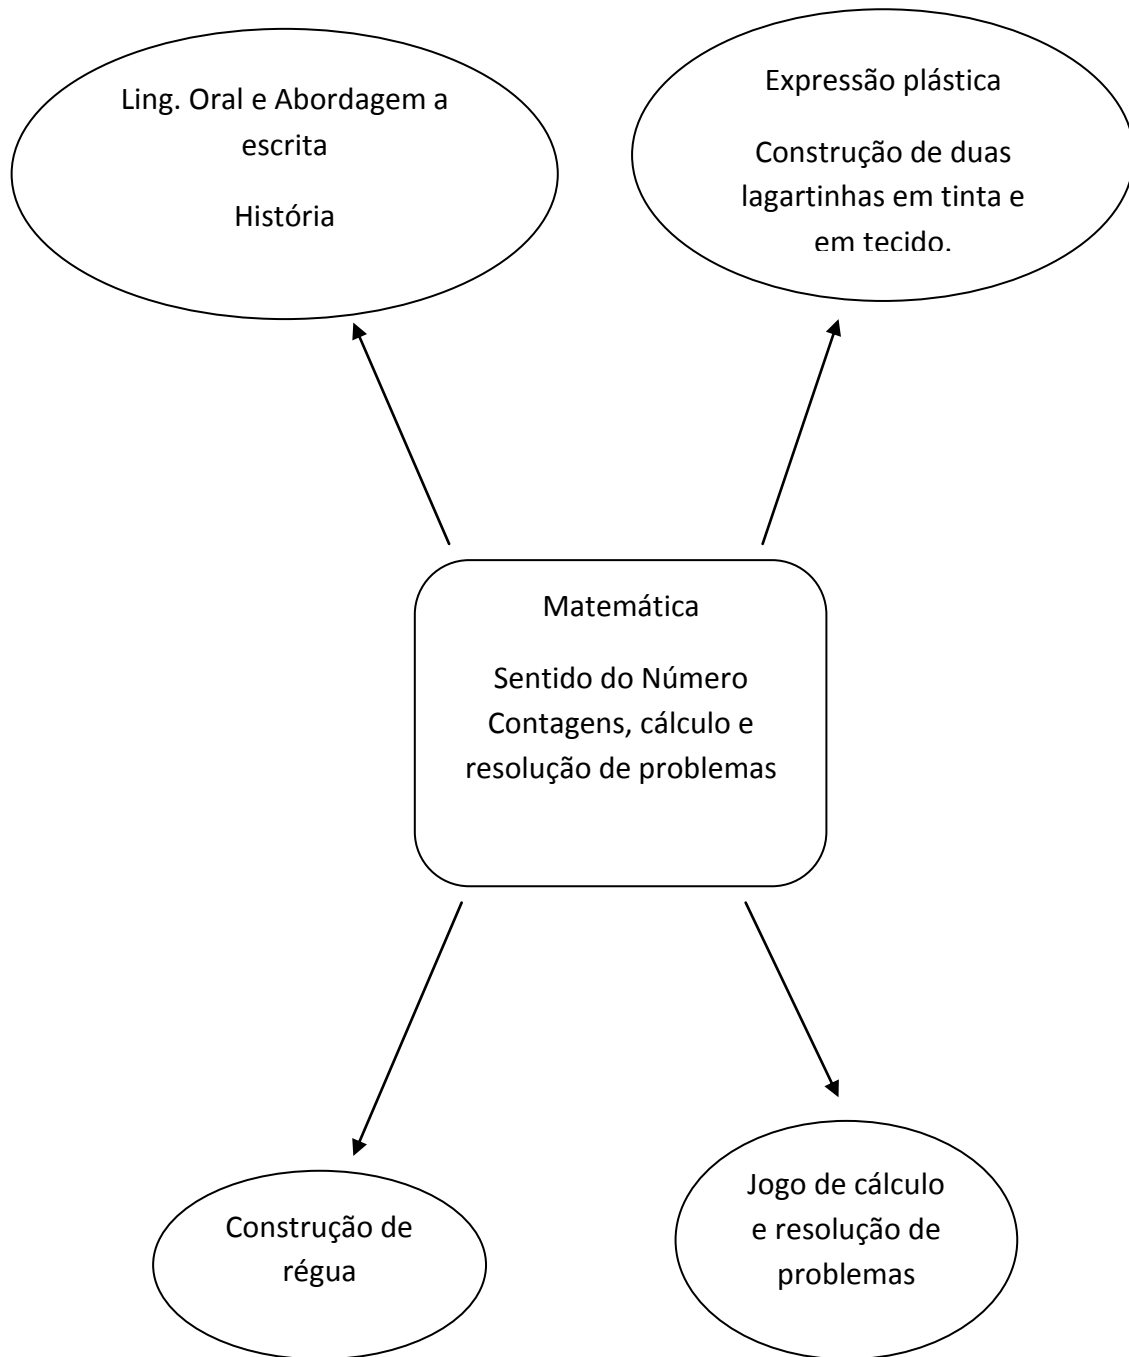 Ling. Oral e Abordagem a
escrita
História
Expressão plástica
Construção de duas
lagartinhas em tinta e
em tecido.
Matemática
Sentido do Número
Contagens, cálculo e
resolução de problemas
Construção de
régua
Jogo de cálculo
e resolução de
problemas